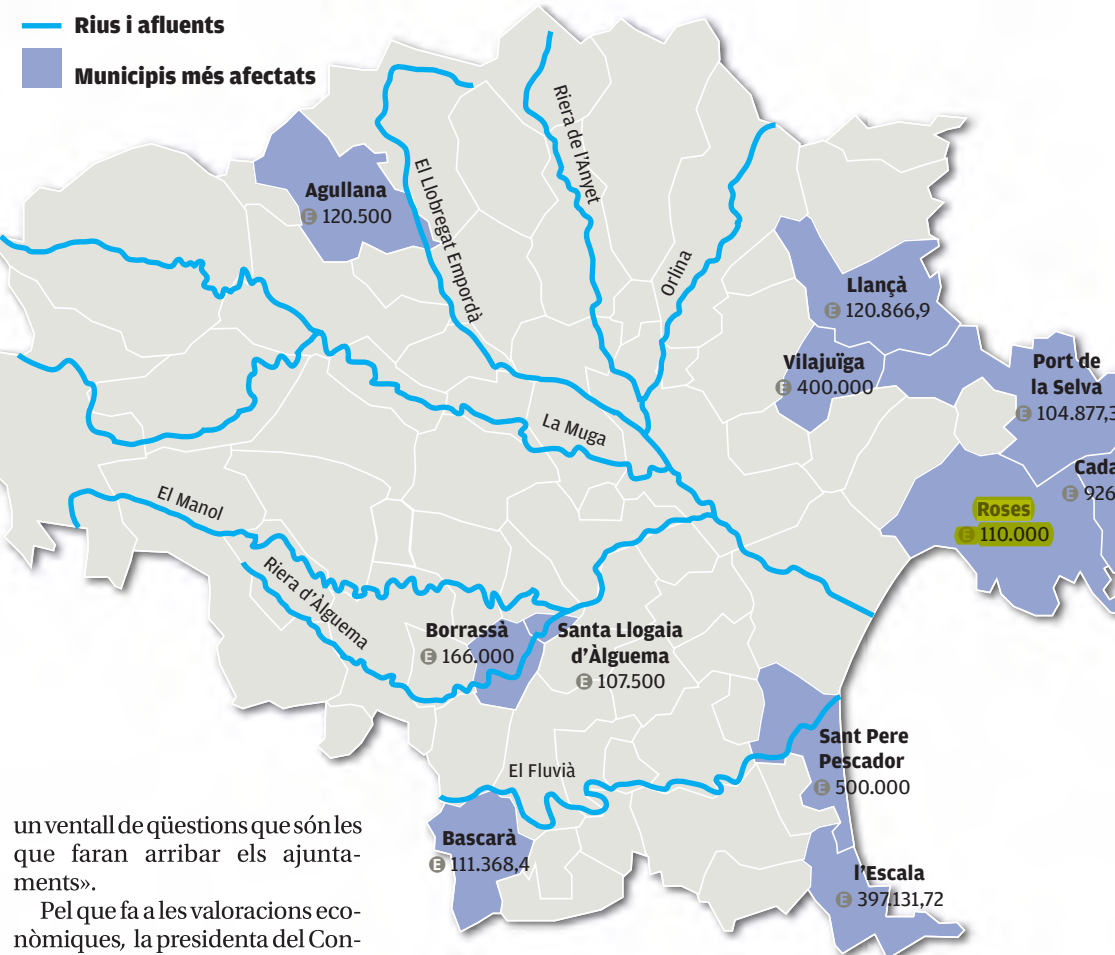 Rius i afluents
Municipis més afectats
Riera de l'Anyet
El Llobregat Empordà
Agullana
E 120.500
Orlina
Llançà
E 120.866,9
Vilajuïga
E 400.000
Port de
la Selva
E 104.877,3
La Muga
Cada
E 926
El Manol
Roses
E 110.000
Riera d'Àlguema
Borrassà
E 166.000
Santa Llogaia
d'Àlguema
E 107.500
Sant Pere
Pescador
E 500.000
El Fluvià
Bascarà
E 111.368,4
l'Escala
E 397.131,72
un ventall de qüestions que són les
que faran arribar els ajunta-
ments».
Pel que fa a les valoracions eco-
nòmiques, la presidenta del Con-